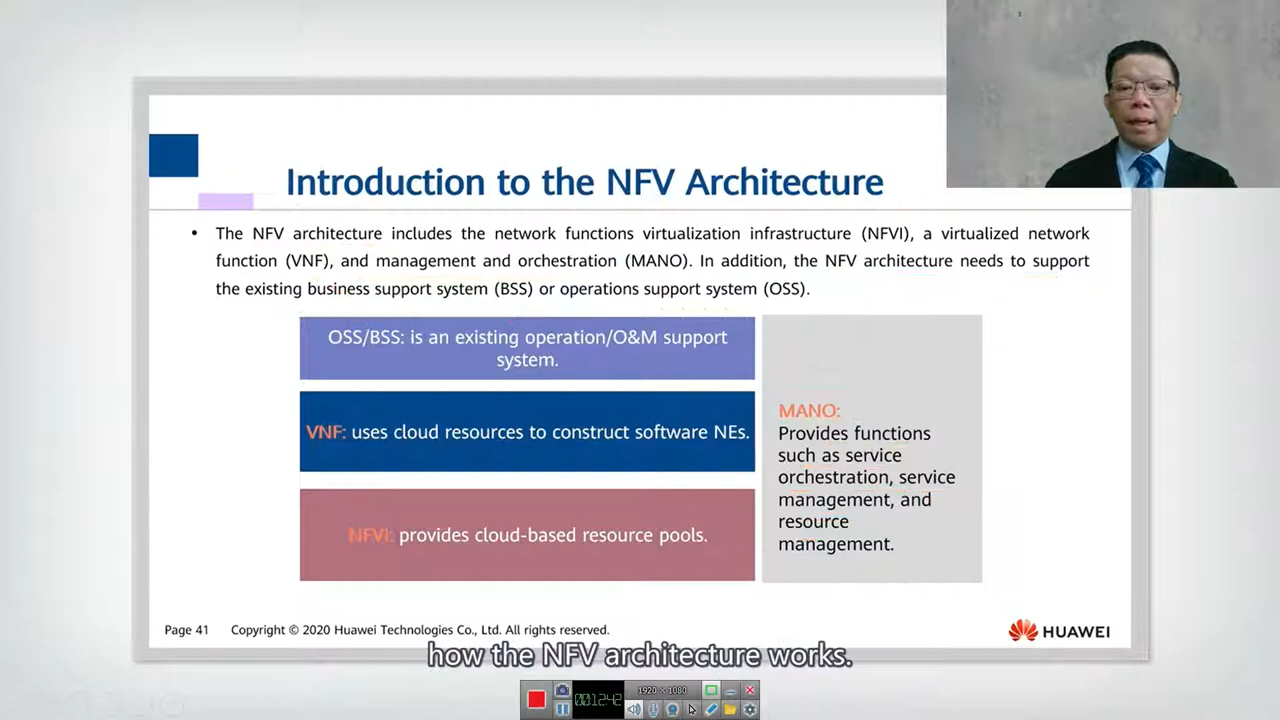 Introduction to the NFV Architecture
• The NFV architecture includes the network functions virtualization infrastructure (NFVI), a virtualized network
function (VNF), and management and orchestration (MANO). In addition, the NFV architecture needs to support
the existing business support system (BSS) or operations support system (OSS).
OSS/BSS: is an existing operation/O&M support
system.
VNF: uses cloud resources to construct software NEs.
NFVI: provides cloud-based resource pools.
MANO:
Provides functions
such as service
orchestration, service
management, and
resource
management.
Page 41 Copyright © 2020 Huawei Technologies Co., Ltd. All rights reserved.
HUAWEI
how the NFV architecture works.
1920 × 1080